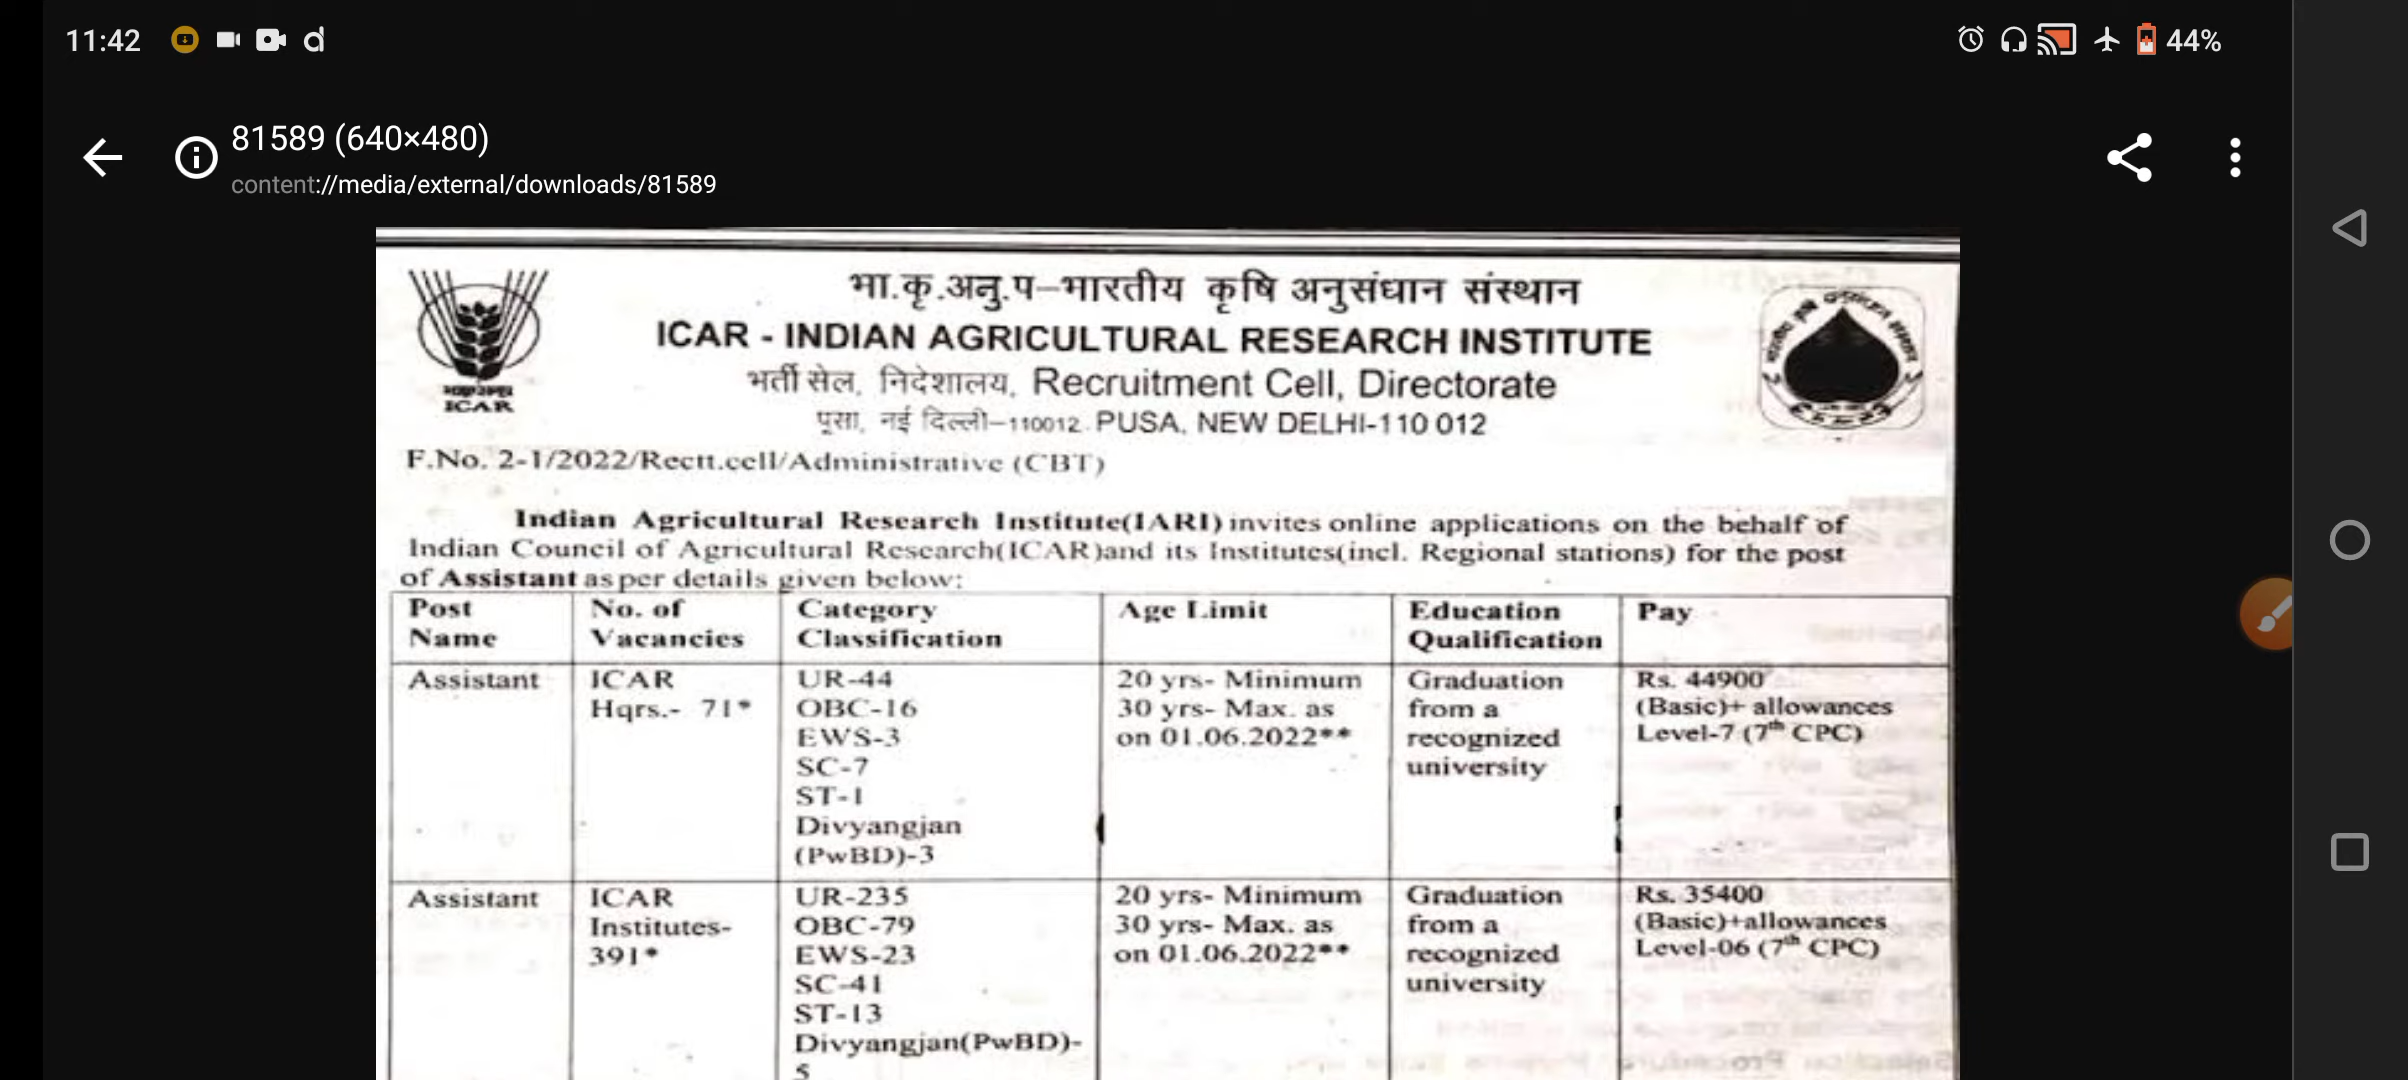 11:42
44%
81589 (640×480)
content://media/external/downloads/81589
भा.कृ.अनु.प–भारतीय कृषि अनुसंधान संस्थान
ICAR - INDIAN AGRICULTURAL RESEARCH INSTITUTE
भर्ती सेल, निदेशालय, Recruitment Cell, Directorate
पूसा, नई दिल्ली–110012 PUSA, NEW DELHI-110 012
ICAR
F.No. 2-1/2022/Rectt.cell/Administrative (CBT)
Indian Agricultural Research Institute(IARI) invites online applications on the behalf of
Indian Council of Agricultural Research(ICAR)and its Institutes(incl. Regional stations) for the post
of Assistant as per details given below:
Post Name
No. of Vacancies
Category Classification
Age Limit
Education Qualification
Pay
Assistant
ICAR
Hqrs.- 71*
UR-44
OBC-16
EWS-3
SC-7
ST-1
Divyangjan
(PwBD)-3
20 yrs- Minimum
30 yrs- Max. as
on 01.06.2022**
Graduation
from a
recognized
university
Rs. 44900
(Basic)+ allowances
Level-7 (7th CPC)
Assistant
ICAR
Institutes-
391*
UR-235
OBC-79
EWS-23
SC-41
ST-13
Divyangjan(PwBD)-
5
20 yrs- Minimum
30 yrs- Max. as
on 01.06.2022**
Graduation
from a
recognized
university
Rs. 35400
(Basic)+allowances
Level-06 (7th CPC)